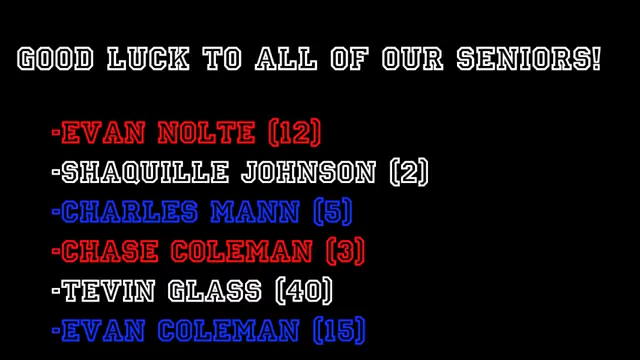 GOOD LUCK TO ALL OF OUR SENIORS!
-EVAN NOLTE (12)
-SHAQUILLE JOHNSON (2)
-CHARLES MANN (5)
-CHASE COLEMAN (3)
-TEVIN GLASS (40)
-EVAN COLEMAN (15)